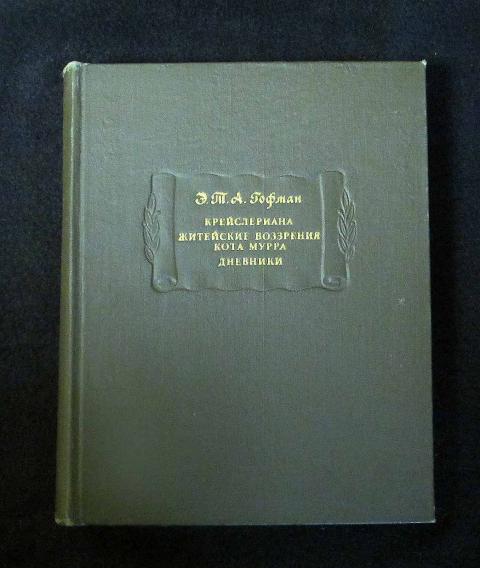 Э.Т.А. Гофман
КРЕЙСЛЕРИАНА
ЖИТЕЙСКИЕ ВОЗЗРЕНИЯ
КОТА МУРРА
ДНЕВНИКИ